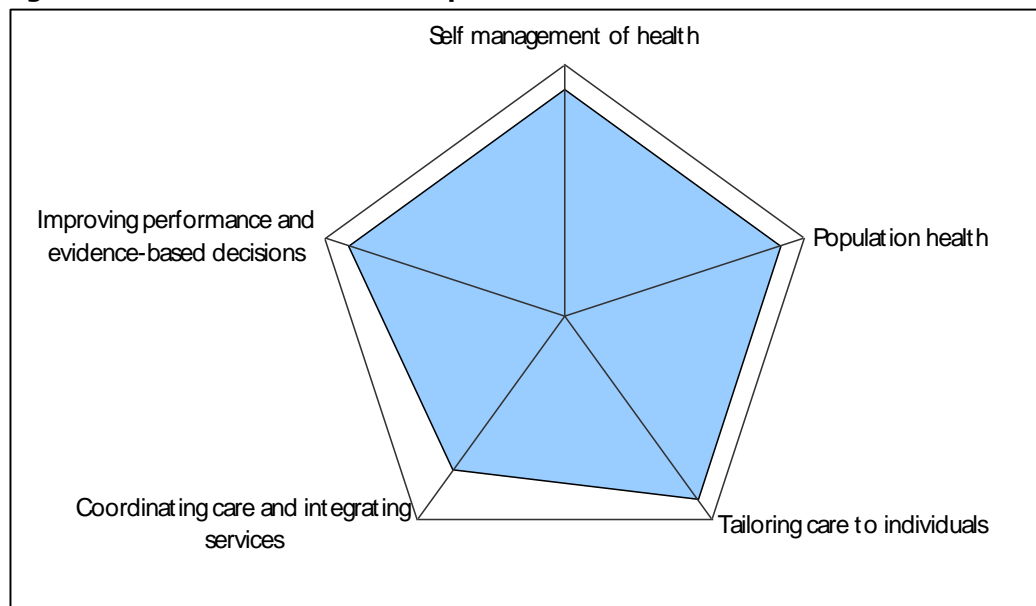 Self management of health
Improving performance and
evidence-based decisions
Population health
Coordinating care and integrating
services
Tailoring care to individuals